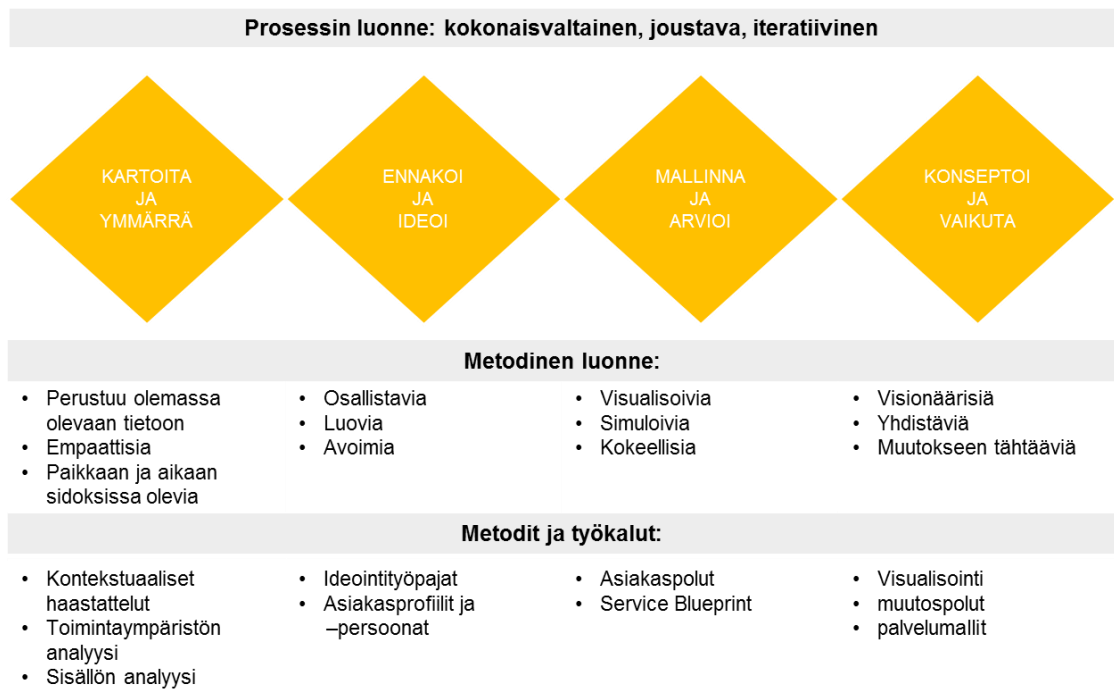 Prosessin luonne: kokonaisvaltainen, joustava, iteratiivinen
KARTOITA
JA
YMMÄRRÄ
ENNAKOI
JA
IDEOI
MALLINNA
JA
ARVIOI
KONSEPTOI
JA
VAIKUTA
Metodinen luonne:
• Perustuu olemassa
olevaan tietoon
• Empaattisia
• Paikkaan ja aikaan
sidoksissa olevia
• Osallistavia
• Luovia
• Avoimia
• Visualisoivia
• Simuloivia
• Kokeellisia
• Visionäärisiä
• Yhdistäviä
• Muutokseen tähtääviä
Metodit ja työkalut:
• Kontekstuaaliset
haastattelut
• Toimintaympäristön
analyysi
• Sisällön analyysi
• Ideointityöpajat
• Asiakasprofiilit ja
–persoonat
• Asiakaspolut
• Service Blueprint
• Visualisointi
• muutospolut
• palvelumallit